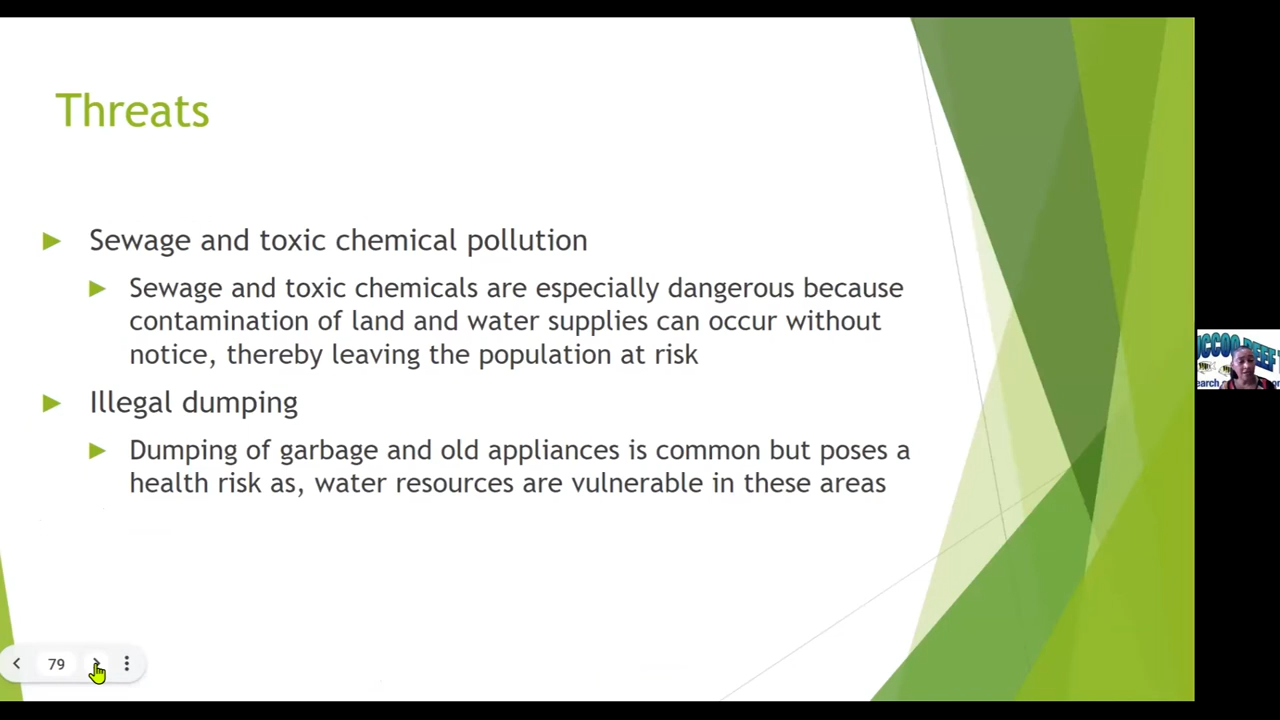 Threats
Sewage and toxic chemical pollution
Sewage and toxic chemicals are especially dangerous because
contamination of land and water supplies can occur without
notice, thereby leaving the population at risk
Illegal dumping
Dumping of garbage and old appliances is common but poses a
health risk as, water resources are vulnerable in these areas
79